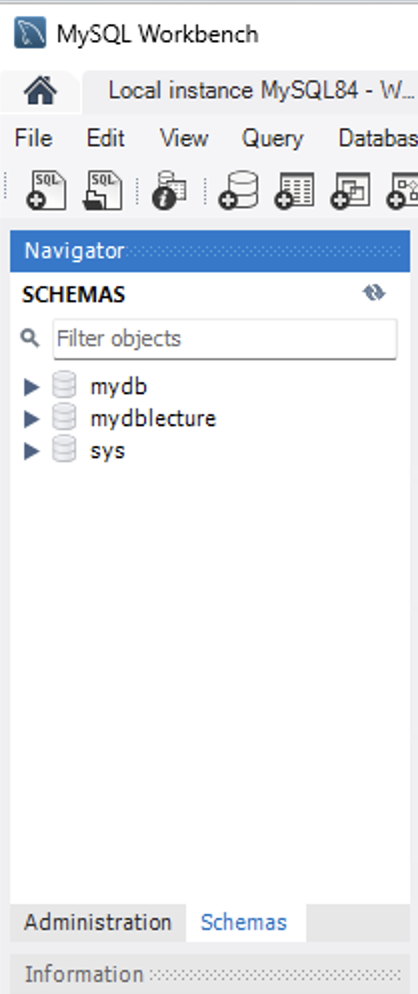 MySQL Workbench
Local instance MySQL84 - W...
File Edit View Query Databas
SQL SQL
Navigator
SCHEMAS
Filter objects
mydb
mydblecture
sys
Administration Schemas
Information